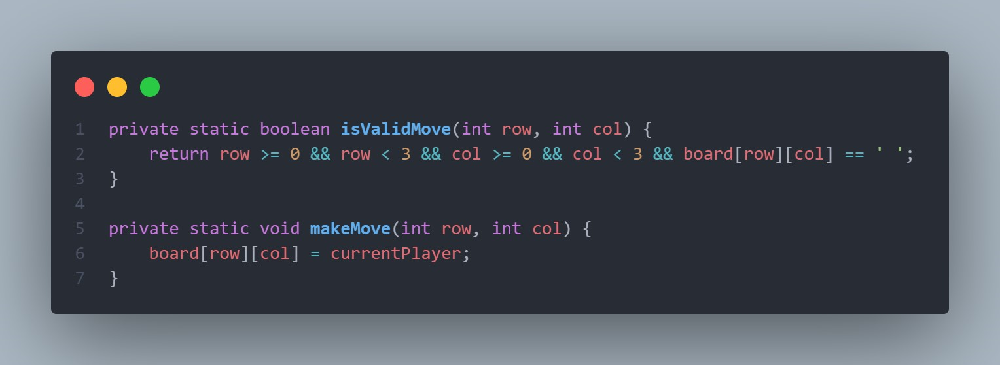 1 private static boolean isValidMove(int row, int col) {
2     return row >= 0 && row < 3 && col >= 0 && col < 3 && board[row][col] == ' ';
3 }
4
5 private static void makeMove(int row, int col) {
6     board[row][col] = currentPlayer;
7 }